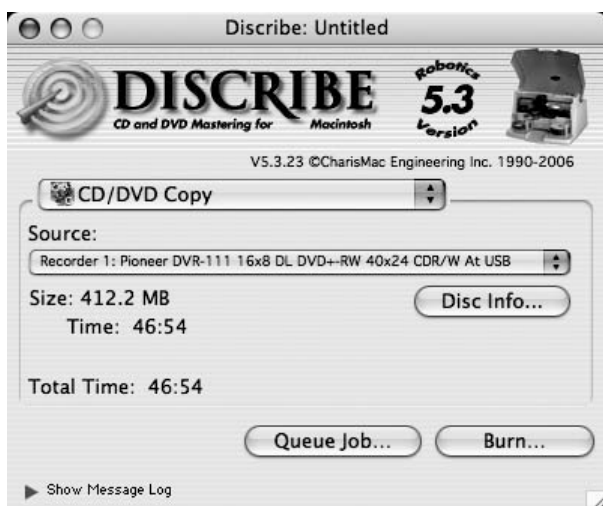 Discribe: Untitled
DISCRIBE
CD and DVD Mastering for Macintosh
Robotics
5.3
Version
V5.3.23 ©CharisMac Engineering Inc. 1990-2006
CD/DVD Copy
Source:
Recorder 1: Pioneer DVR-111 16x8 DL DVD+-RW 40x24 CDR/W At USB
Size: 412.2 MB
Disc Info...
Time: 46:54
Total Time: 46:54
Queue Job...
Burn...
Show Message Log